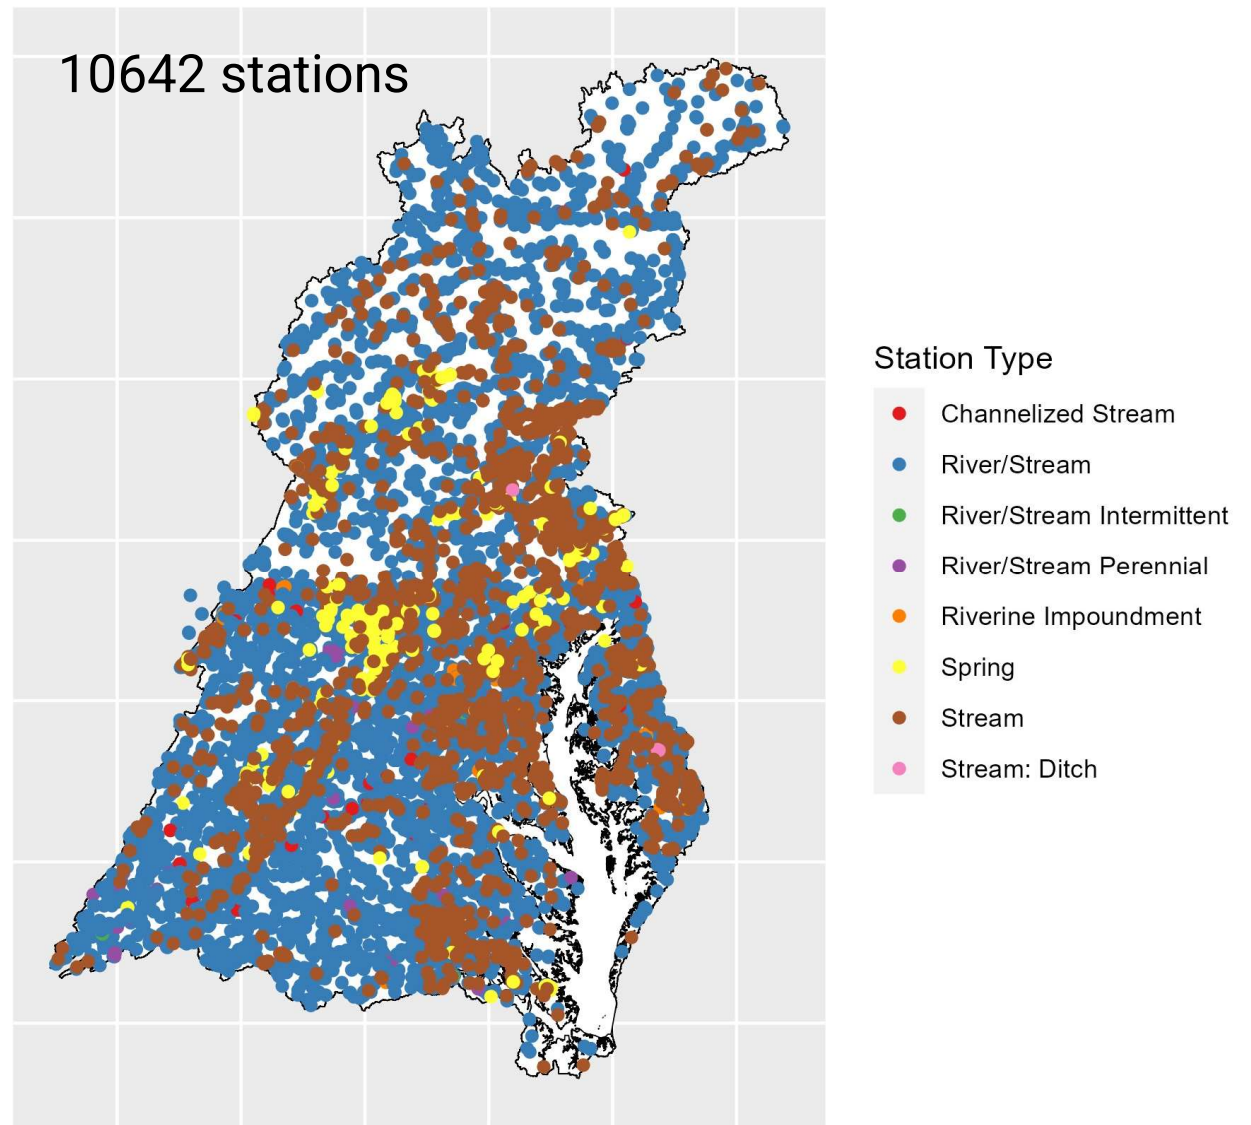 10642 stations
Station Type
Channelized Stream
River/Stream
River/Stream Intermittent
River/Stream Perennial
Riverine Impoundment
Spring
Stream
Stream: Ditch